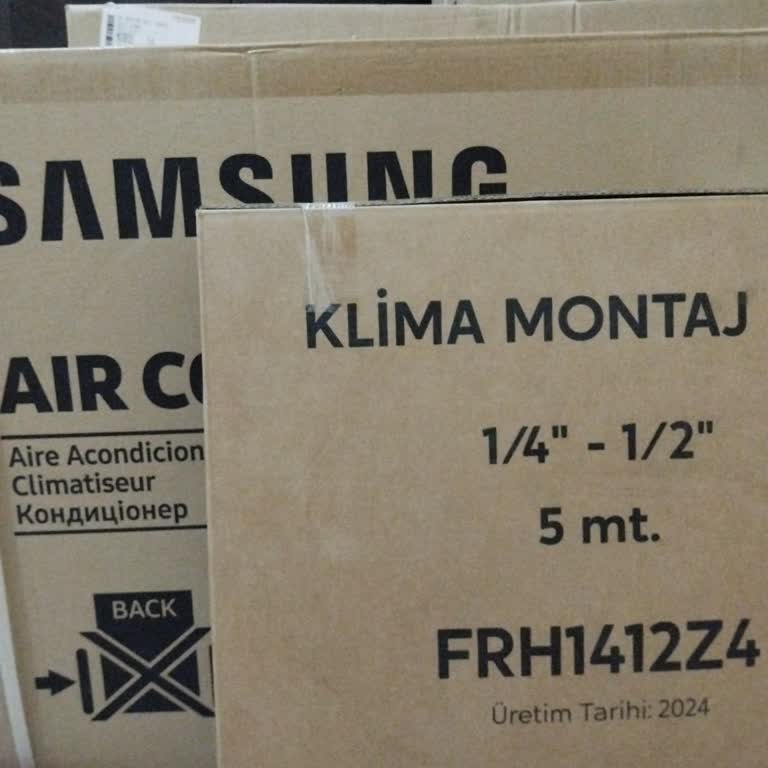 SAMSUNG
AIR CO
Aire Acondicion
Climatiseur
Кондиціонер
BACK
KLİMA MONTAJ
1/4" - 1/2"
5 mt.
FRH1412Z4
Üretim Tarihi: 2024